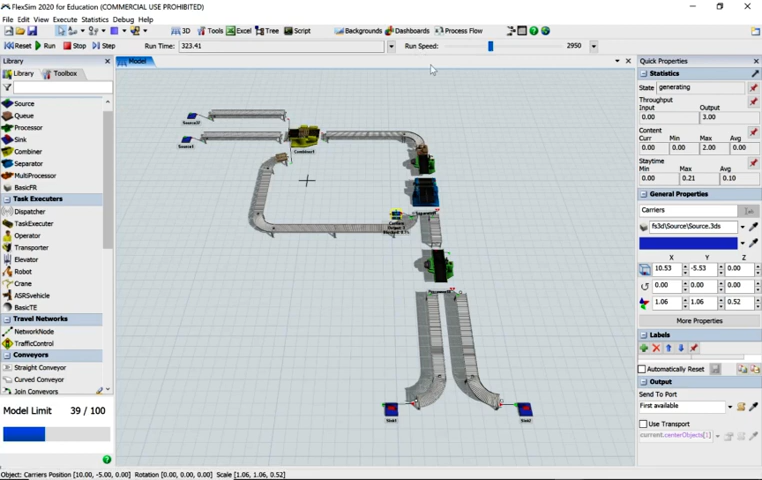 FlexSim 2020 for Education (COMMERCIAL USE PROHIBITED)
File Edit View Execute Statistics Debug Help
3D Tools Excel Tree Script Backgrounds Dashboards Process Flow
Reset Run Stop Step Run Time: 323.41 Run Speed: 2950
Library
Library Toolbox
Source
Queue
Processor
Sink
Combiner
Separator
MultiProcessor
BasicFR
Task Executers
Dispatcher
TaskExecuter
Operator
Transporter
Elevator
Robot
Crane
ASRSvehicle
BasicTE
Travel Networks
NetworkNode
TrafficControl
Conveyors
Straight Conveyor
Curved Conveyor
Join Conveyors
Model Limit 39 / 100
Model
Source1
Combiner1
Carriers
Sink1
Sink2
Quick Properties
Statistics
State generating
Throughput
Input Output
0.00 3.00
Content
Curr Min Max Avg
0.00 0.00 2.00 0.00
Staytime
Min Max Avg
0.00 0.21 0.10
General Properties
Carriers
fs3d\Source\Source.3ds
X Y Z
10.53 -5.53 0.00
0.00 0.00 0.00
1.06 1.06 0.52
More Properties
Labels
Automatically Reset
Output
Send To Port
First available
Use Transport
current.centerObjects[1]
Object: Carriers Position [10.00, -5.00, 0.00] Rotation [0.00, 0.00, 0.00] Scale [1.06, 1.06, 0.52]